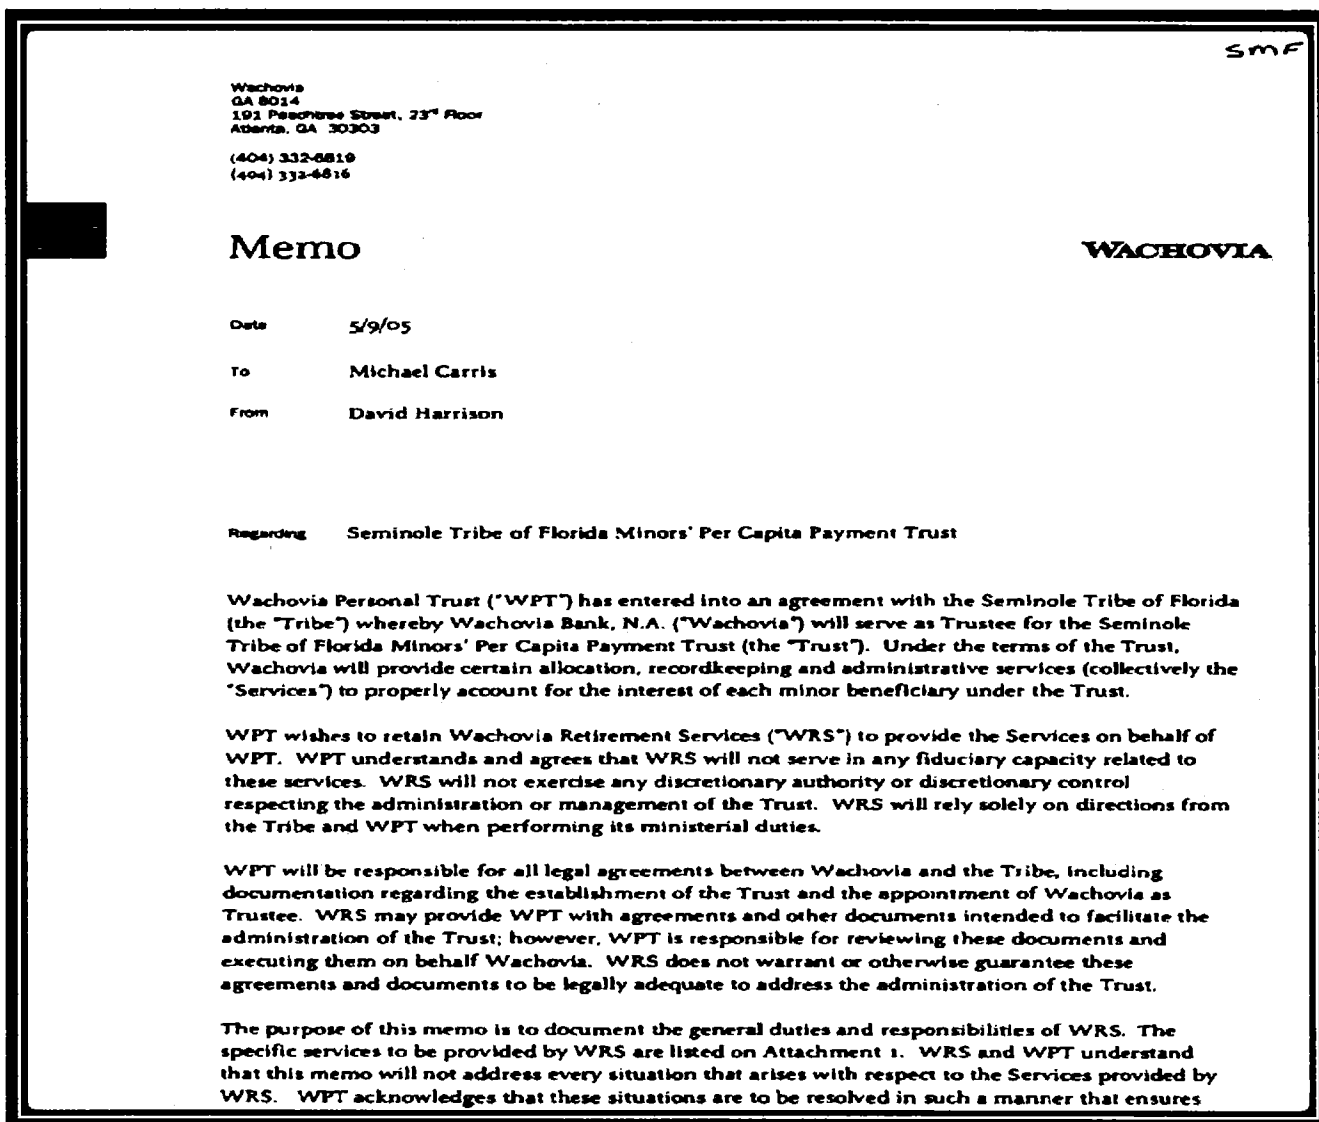 SMF
Wachovia
GA 8014
191 Peachtree Street, 23rd Floor
Atlanta, GA 30303
(404) 332-6819
(404) 332-6816
Memo
WACHOVIA
Date 5/9/05
To Michael Carris
From David Harrison
Regarding Seminole Tribe of Florida Minors' Per Capita Payment Trust
Wachovia Personal Trust ("WPT") has entered into an agreement with the Seminole Tribe of Florida
(the "Tribe") whereby Wachovia Bank, N.A. ("Wachovia") will serve as Trustee for the Seminole
Tribe of Florida Minors' Per Capita Payment Trust (the "Trust"). Under the terms of the Trust,
Wachovia will provide certain allocation, recordkeeping and administrative services (collectively the
"Services") to properly account for the interest of each minor beneficiary under the Trust.
WPT wishes to retain Wachovia Retirement Services ("WRS") to provide the Services on behalf of
WPT. WPT understands and agrees that WRS will not serve in any fiduciary capacity related to
these services. WRS will not exercise any discretionary authority or discretionary control
respecting the administration or management of the Trust. WRS will rely solely on directions from
the Tribe and WPT when performing its ministerial duties.
WPT will be responsible for all legal agreements between Wachovia and the Tribe, including
documentation regarding the establishment of the Trust and the appointment of Wachovia as
Trustee. WRS may provide WPT with agreements and other documents intended to facilitate the
administration of the Trust; however, WPT is responsible for reviewing these documents and
executing them on behalf Wachovia. WRS does not warrant or otherwise guarantee these
agreements and documents to be legally adequate to address the administration of the Trust.
The purpose of this memo is to document the general duties and responsibilities of WRS. The
specific services to be provided by WRS are listed on Attachment 1. WRS and WPT understand
that this memo will not address every situation that arises with respect to the Services provided by
WRS. WPT acknowledges that these situations are to be resolved in such a manner that ensures